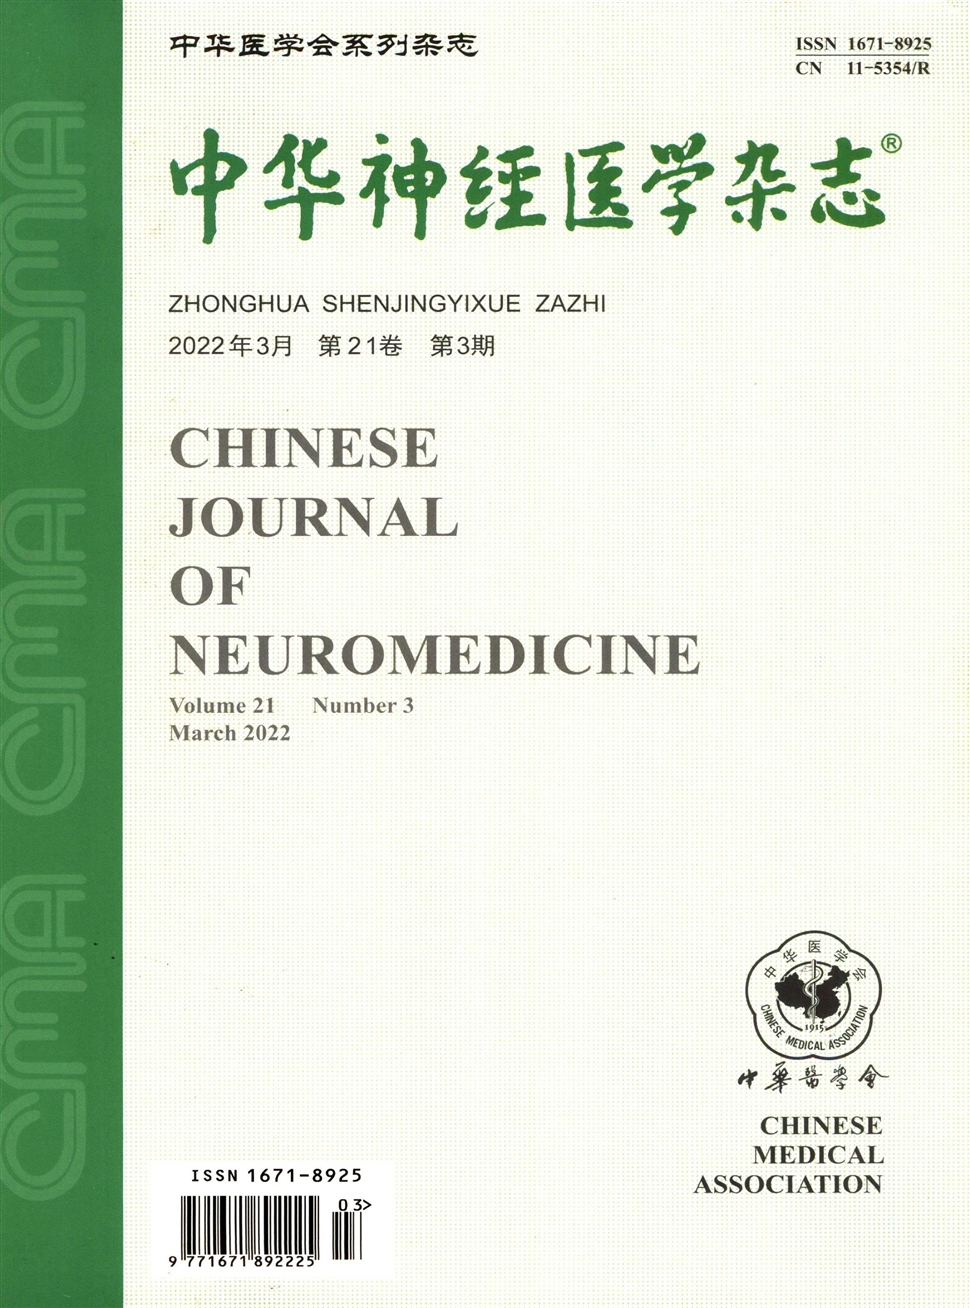 中华医学会系列杂志
ISSN 1671-8925
CN 11-5354/R
中华神经医学杂志®
ZHONGHUA SHENJINGYIXUE ZAZHI
2022年3月 第21卷 第3期
CHINESE
JOURNAL
OF
NEUROMEDICINE
Volume 21 Number 3
March 2022
CMA CMA CMA
中华医学会
1915
CHINESE MEDICAL ASSOCIATION
中華醫學會
CHINESE
MEDICAL
ASSOCIATION
ISSN 1671-8925
03>
9 771671 892225